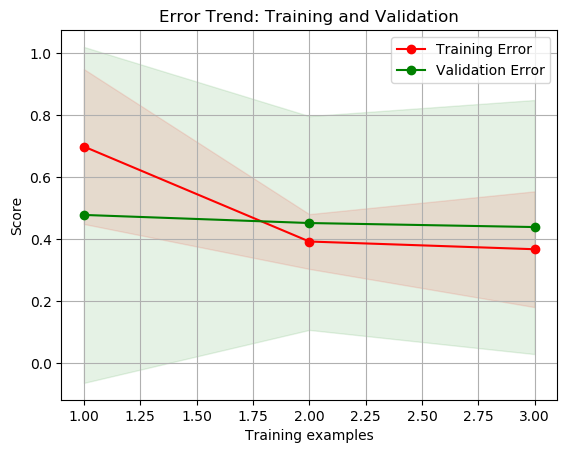 Error Trend: Training and Validation
Training Error
Validation Error
Score
1.0
0.8
0.6
0.4
0.2
0.0
1.00 1.25 1.50 1.75 2.00 2.25 2.50 2.75 3.00
Training examples